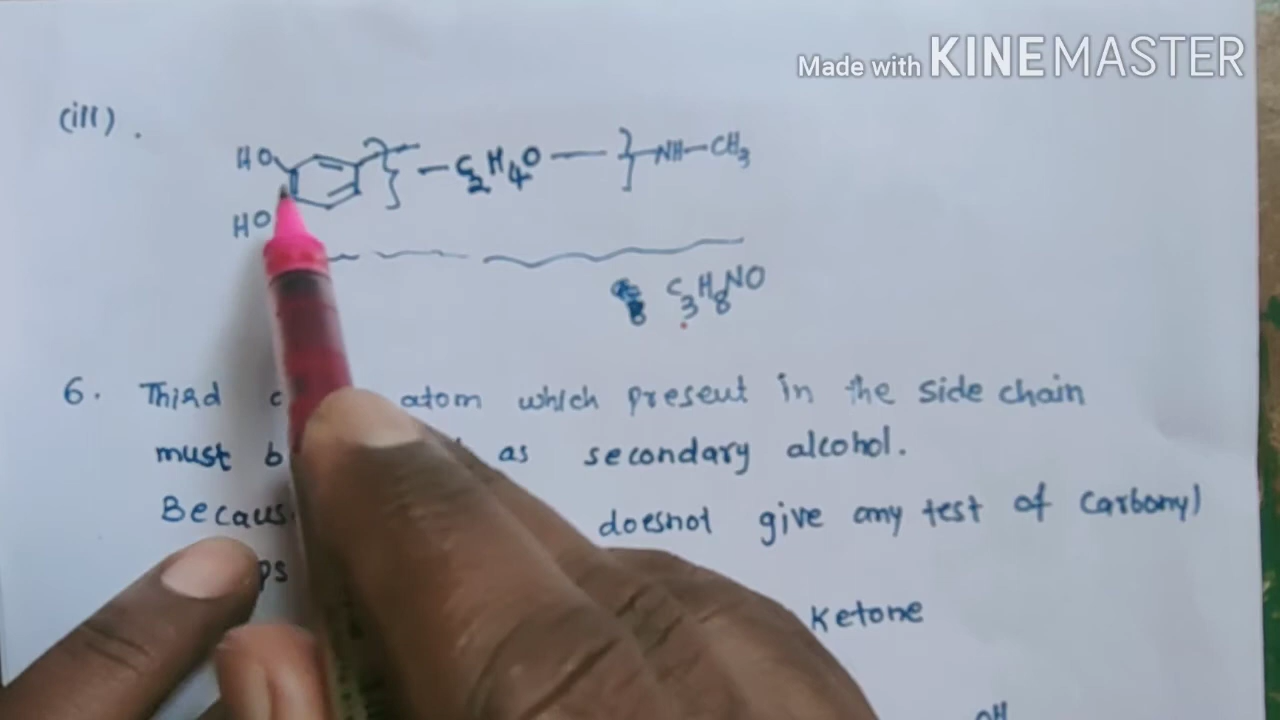 Made with KINEMASTER
(iii).
HO } - C2H4O - } - NH - CH3
HO
C3H8NO
6. Third atom which present in the side chain
must as secondary alcohol.
doesnot give any test of Carbonyl
Ketone
OH